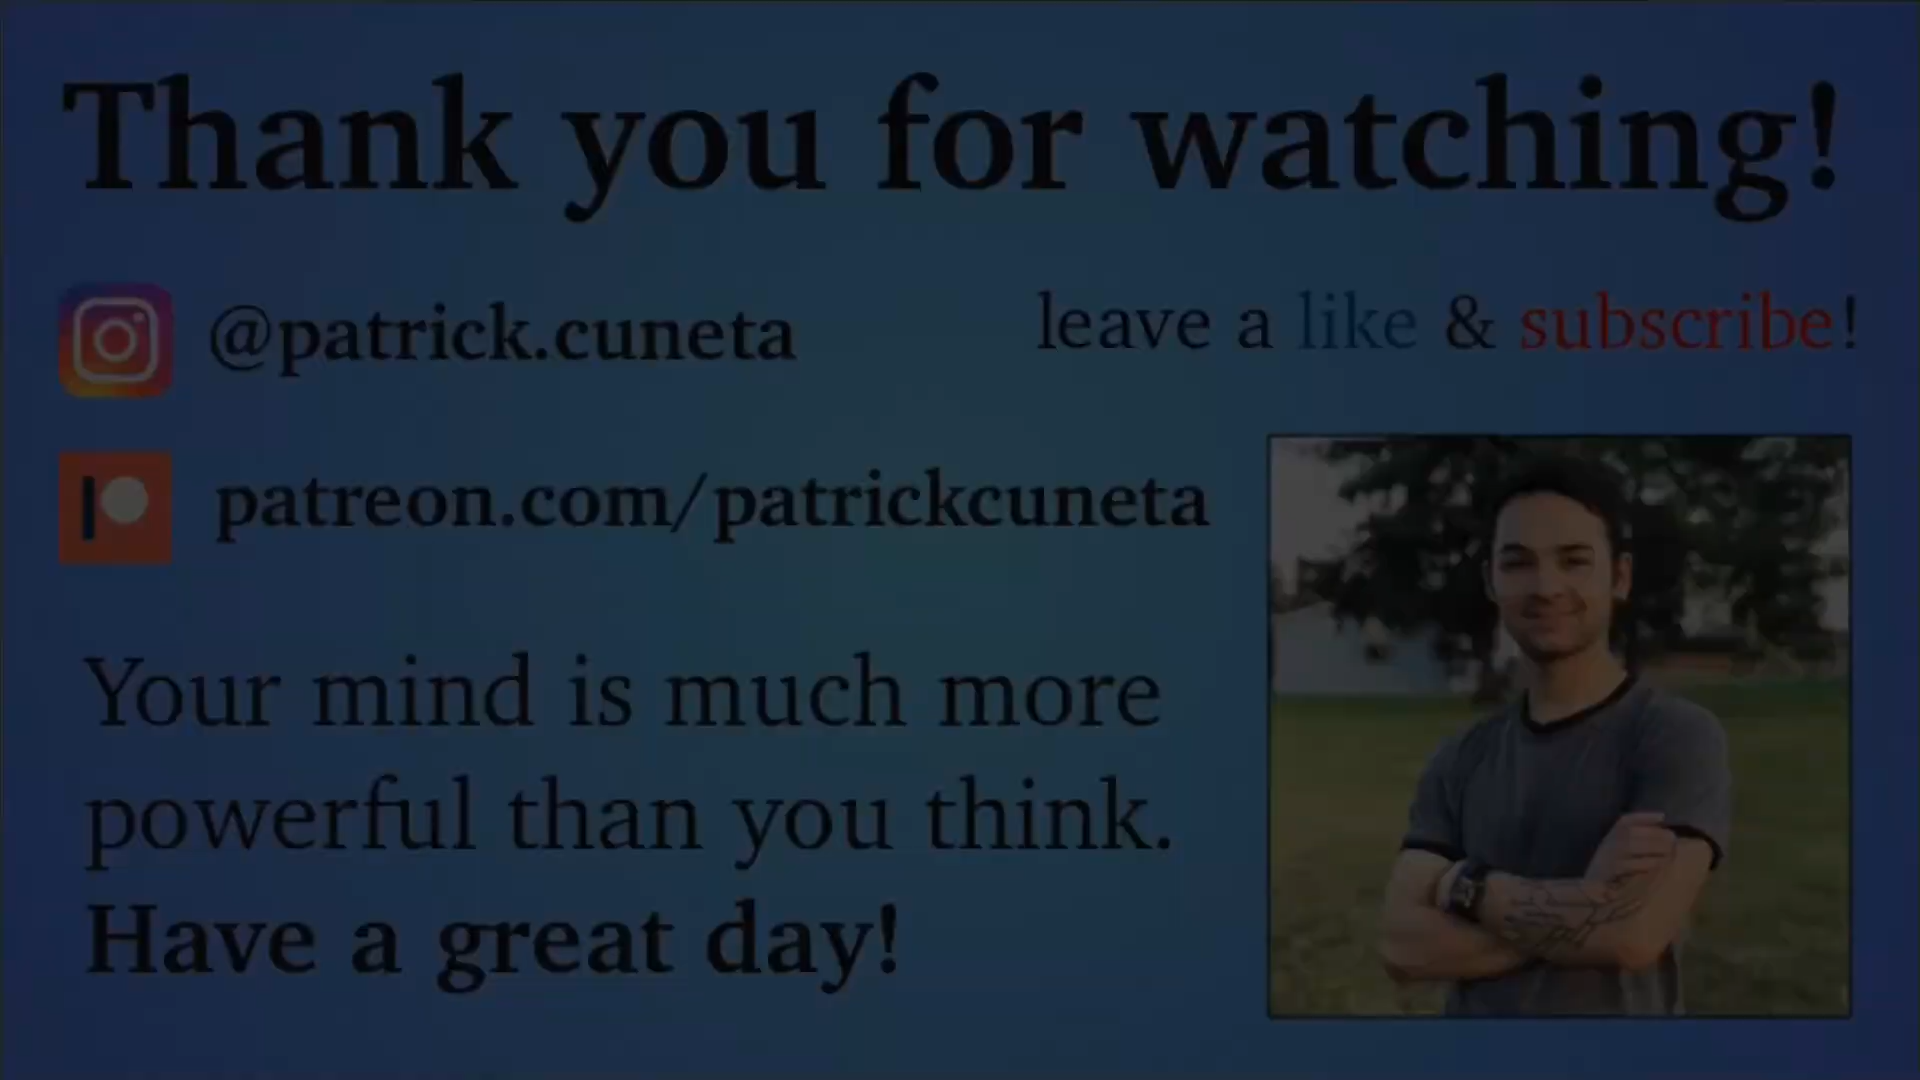 Thank you for watching!
@patrick.cuneta
leave a like & subscribe!
patreon.com/patrickcuneta
Your mind is much more
powerful than you think.
Have a great day!